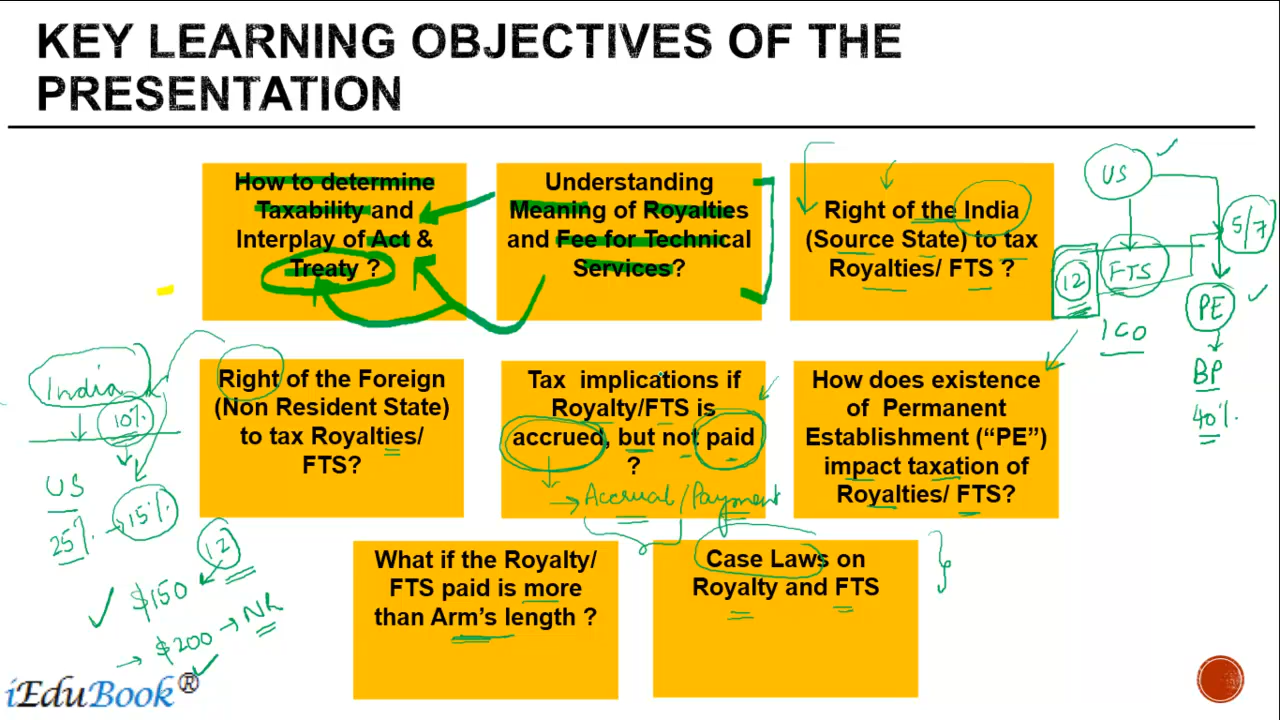 KEY LEARNING OBJECTIVES OF THE
PRESENTATION
How to determine
Taxability and
Interplay of Act &
Treaty ?
Understanding
Meaning of Royalties
and Fee for Technical
Services?
Right of the India
(Source State) to tax
Royalties/ FTS ?
US
5/7
12
FTS
PE
ICO
BP
40%.
India
10%
US
25%
15%
12
$150
$200 → NR
Right of the Foreign
(Non Resident State)
to tax Royalties/
FTS?
Tax implications if
Royalty/FTS is
accrued, but not paid
?
→ Accrual/Payment
How does existence
of Permanent
Establishment (“PE”)
impact taxation of
Royalties/ FTS?
What if the Royalty/
FTS paid is more
than Arm’s length ?
Case Laws on
Royalty and FTS
iEduBook®